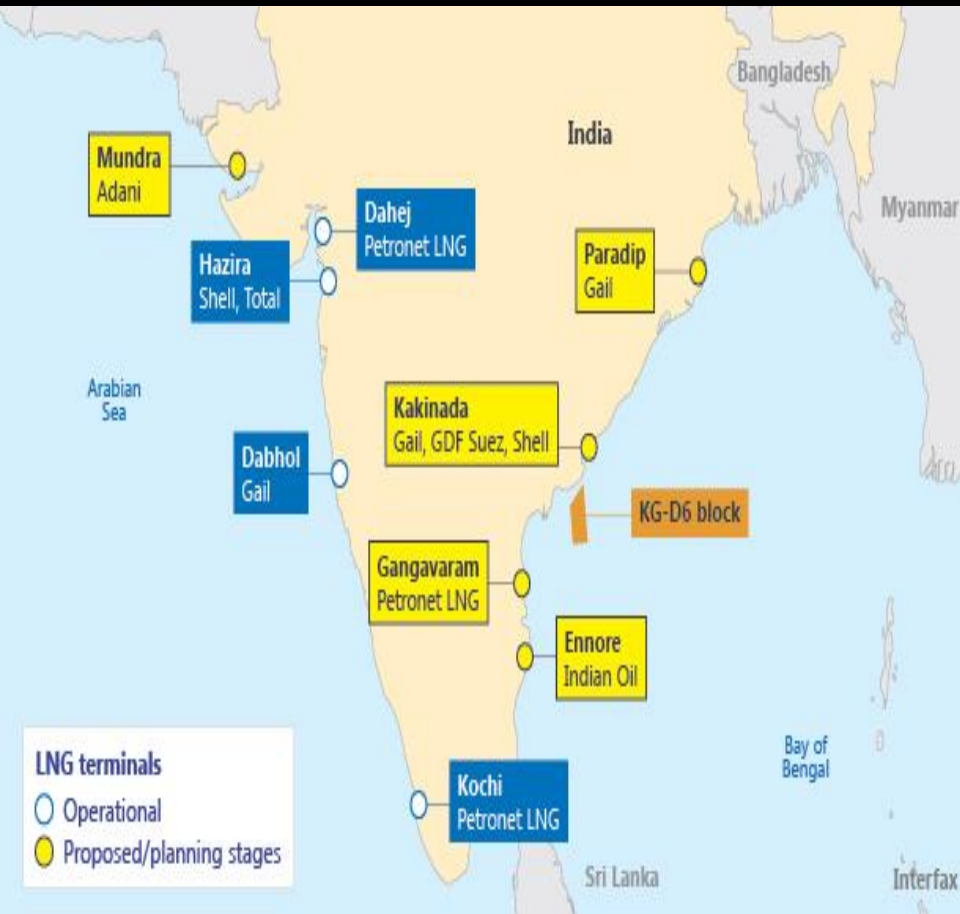 Bangladesh
India
Mundra
Adani
Myanmar
Dahej
Petronet LNG
Paradip
Gail
Hazira
Shell, Total
Arabian
Sea
Kakinada
Gail, GDF Suez, Shell
Dabhol
Gail
KG-D6 block
Gangavaram
Petronet LNG
Ennore
Indian Oil
LNG terminals
Operational
Proposed/planning stages
Bay of
Bengal
Kochi
Petronet LNG
Sri Lanka
Interfax